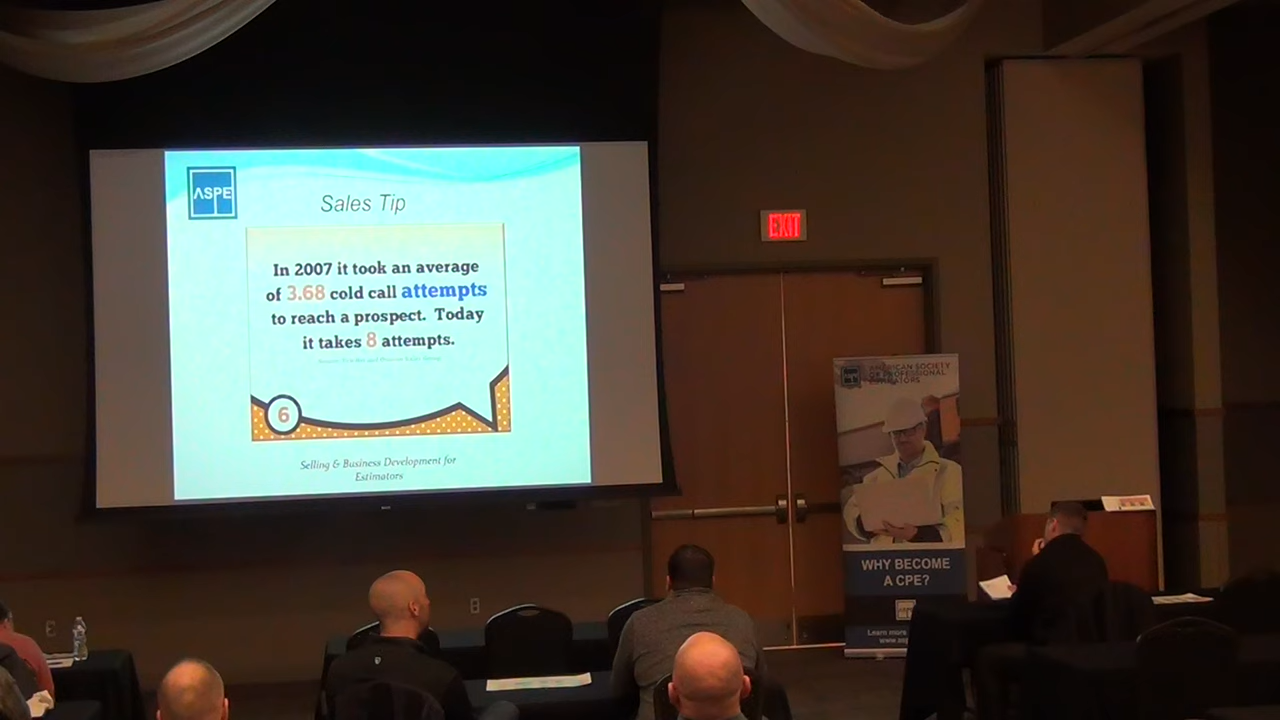 ASPE
Sales Tip
In 2007 it took an average
of 3.68 cold call attempts
to reach a prospect. Today
it takes 8 attempts.
6
Selling & Business Development for
Estimators
EXIT
AMERICAN SOCIETY
OF PROFESSIONAL
ESTIMATORS
WHY BECOME
A CPE?
Learn more